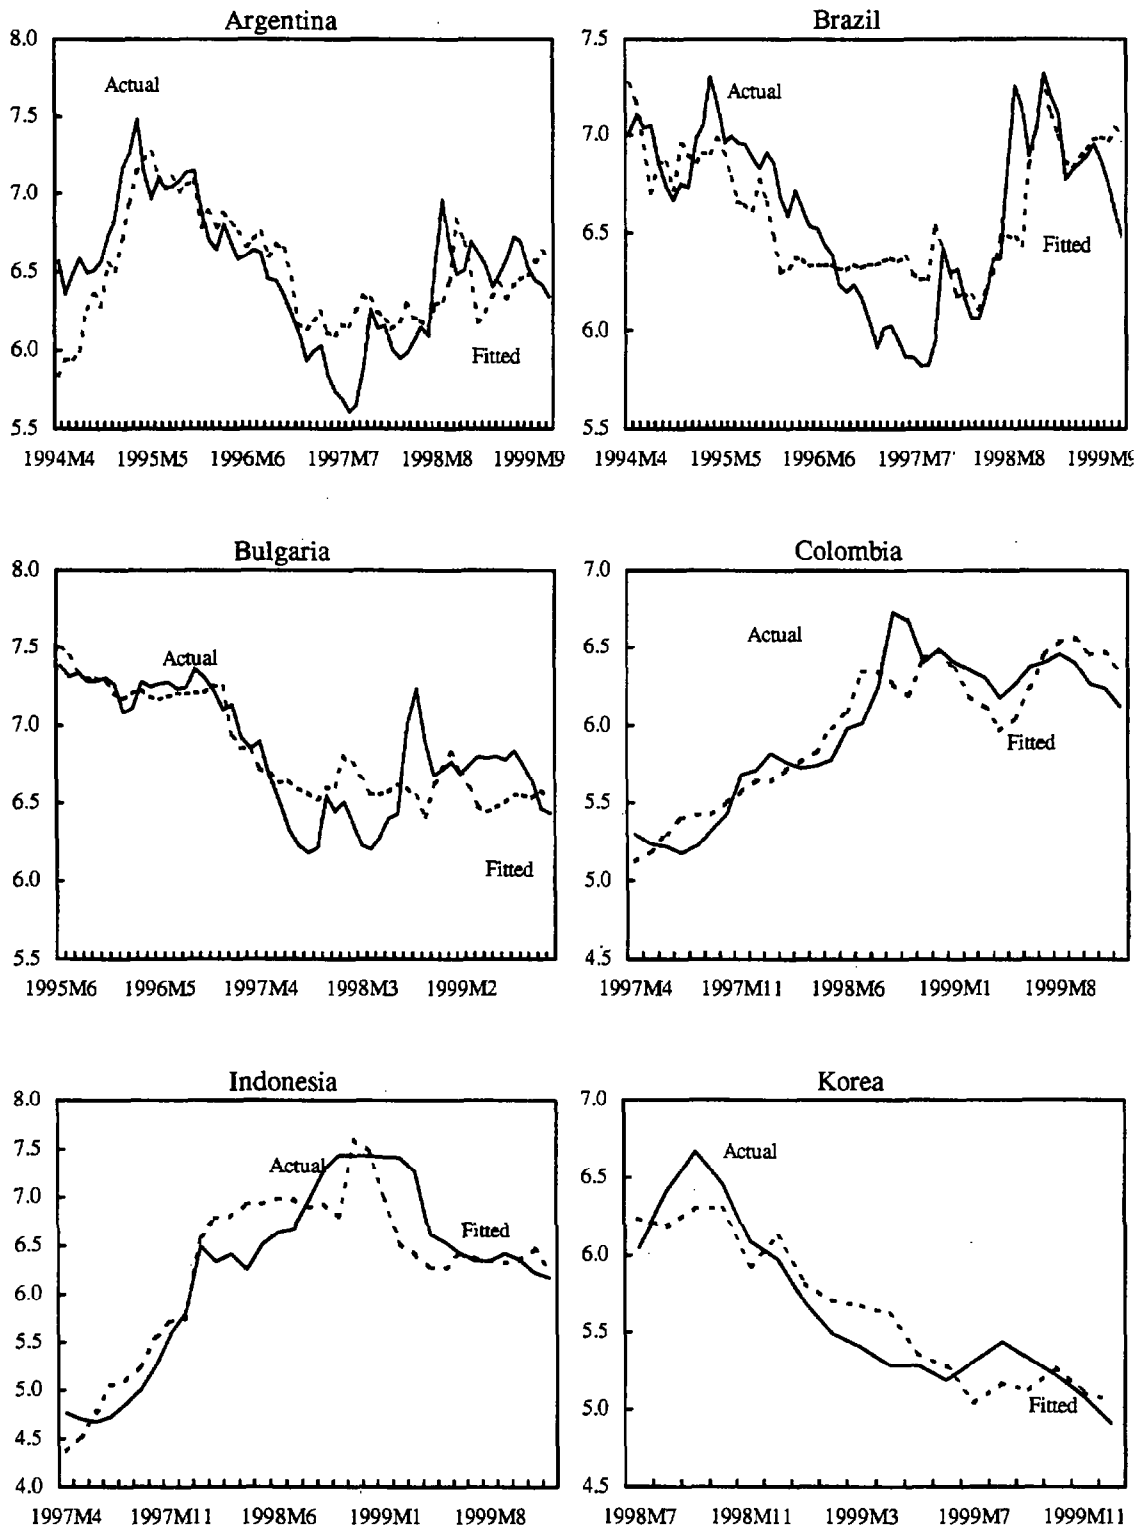 Argentina
8.0
7.5
7.0
6.5
6.0
5.5
Actual
Fitted
1994M4 1995M5 1996M6 1997M7 1998M8 1999M9
Brazil
7.5
7.0
6.5
6.0
5.5
Actual
Fitted
1994M4 1995M5 1996M6 1997M7 1998M8 1999M9
Bulgaria
8.0
7.5
7.0
6.5
6.0
5.5
Actual
Fitted
1995M6 1996M5 1997M4 1998M3 1999M2
Colombia
7.0
6.5
6.0
5.5
5.0
4.5
Actual
Fitted
1997M4 1997M11 1998M6 1999M1 1999M8
Indonesia
8.0
7.5
7.0
6.5
6.0
5.5
5.0
4.5
4.0
Actual
Fitted
1997M4 1997M11 1998M6 1999M1 1999M8
Korea
7.0
6.5
6.0
5.5
5.0
4.5
Actual
Fitted
1998M7 1998M11 1999M3 1999M7 1999M11